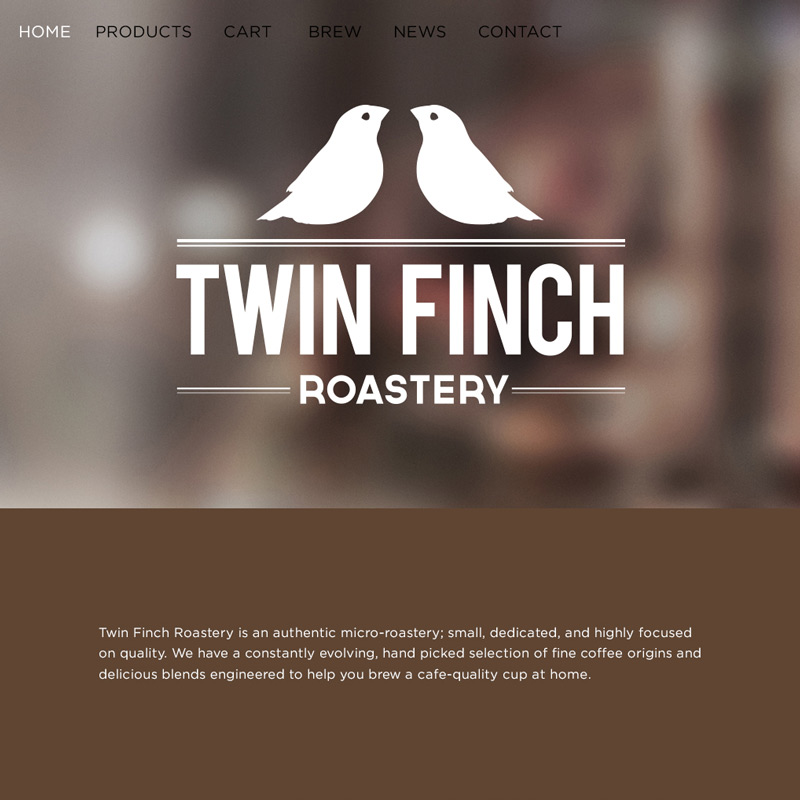 HOME PRODUCTS CART BREW NEWS CONTACT
TWIN FINCH
ROASTERY
Twin Finch Roastery is an authentic micro-roastery; small, dedicated, and highly focused
on quality. We have a constantly evolving, hand picked selection of fine coffee origins and
delicious blends engineered to help you brew a cafe-quality cup at home.